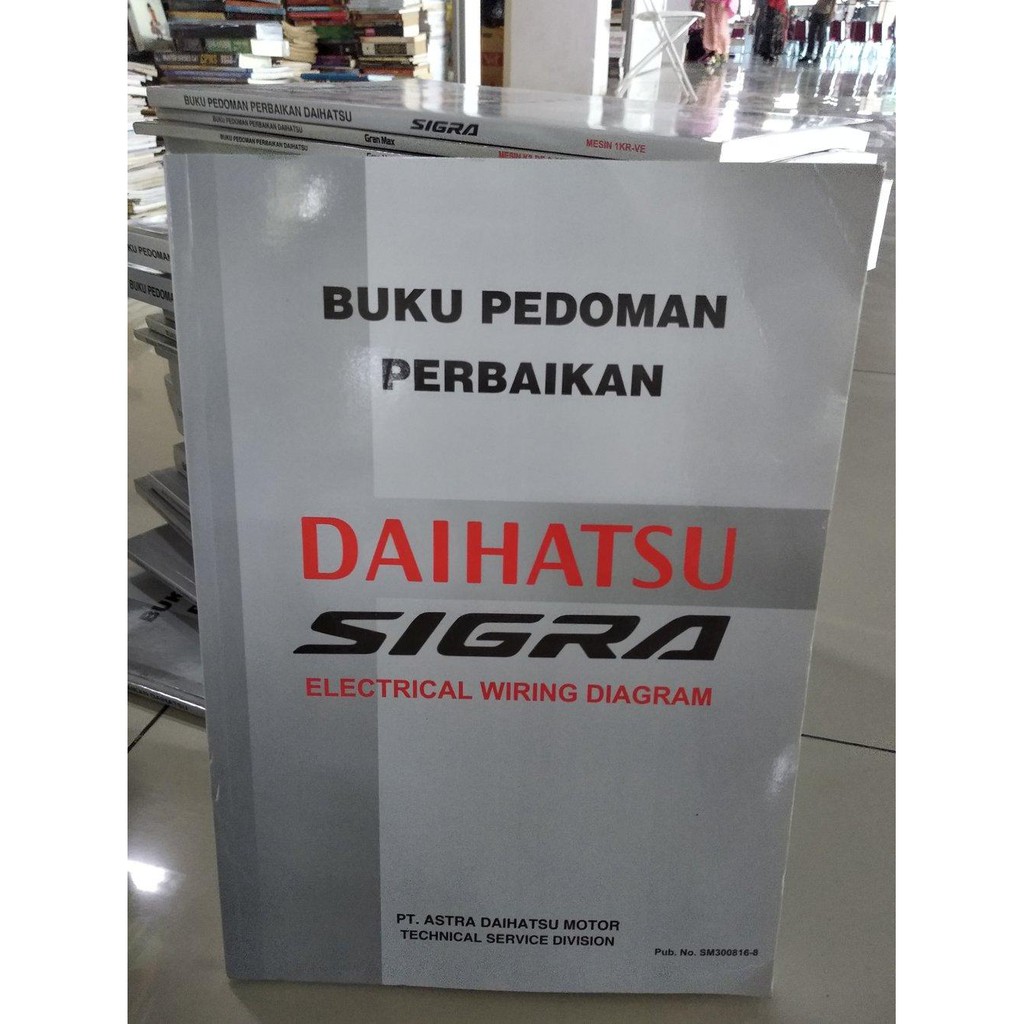 BUKU PEDOMAN PERBAIKAN DAIHATSU SIGRA MESIN 1KR-VE
BUKU PEDOMAN PERBAIKAN DAIHATSU Gran Max
BUKU PEDOMAN PERBAIKAN DAIHATSU
BUKU PEDOMAN
PERBAIKAN
DAIHATSU
SIGRA
ELECTRICAL WIRING DIAGRAM
PT. ASTRA DAIHATSU MOTOR
TECHNICAL SERVICE DIVISION
Pub. No. SM300816-8